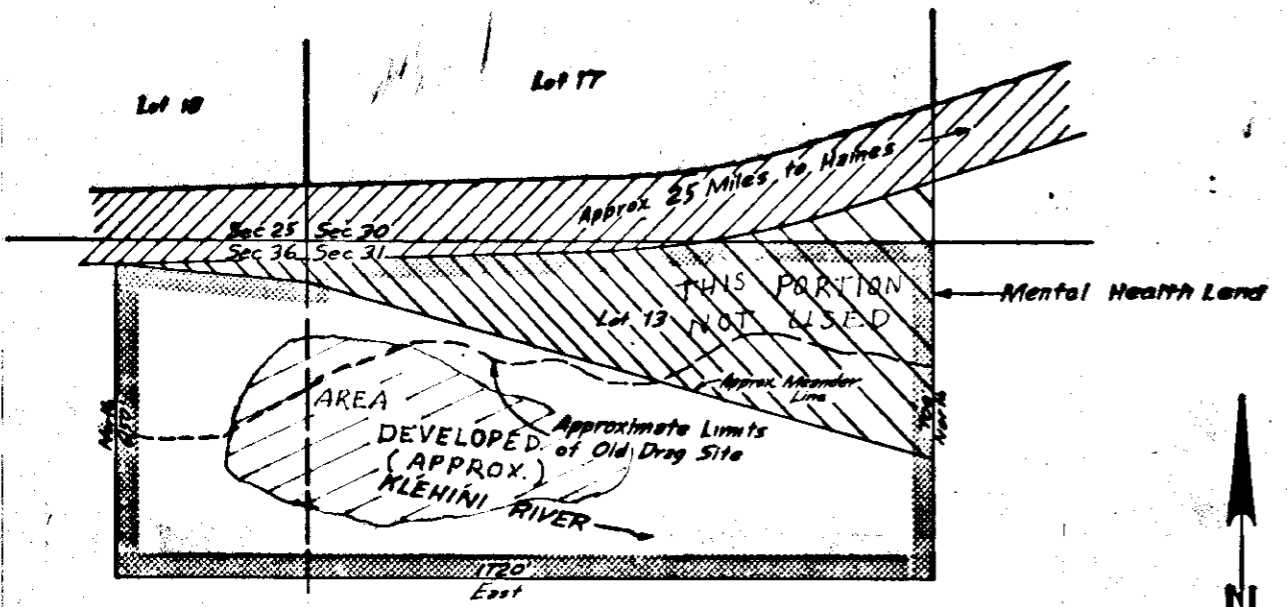 Lot 18
Lot 17
Approx 25 Miles to Haines
Sec 25 Sec 30
Sec 36 Sec 31
THIS PORTION
NOT USED
Lot 13
Mental Health Land
Approx Meander
Line
AREA
DEVELOPED
(APPROX.)
Approximate Limits
of Old Drag Site
KLEHINI RIVER
North
North
1720'
East
N